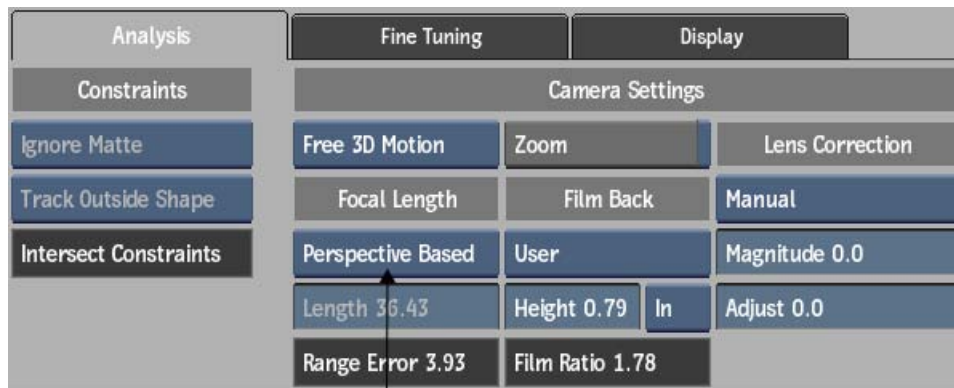 Analysis Fine Tuning Display
Constraints Camera Settings
Ignore Matte Free 3D Motion Zoom Lens Correction
Track Outside Shape Focal Length Film Back Manual
Intersect Constraints Perspective Based User Magnitude 0.0
Length 36.43 Height 0.79 In Adjust 0.0
Range Error 3.93 Film Ratio 1.78